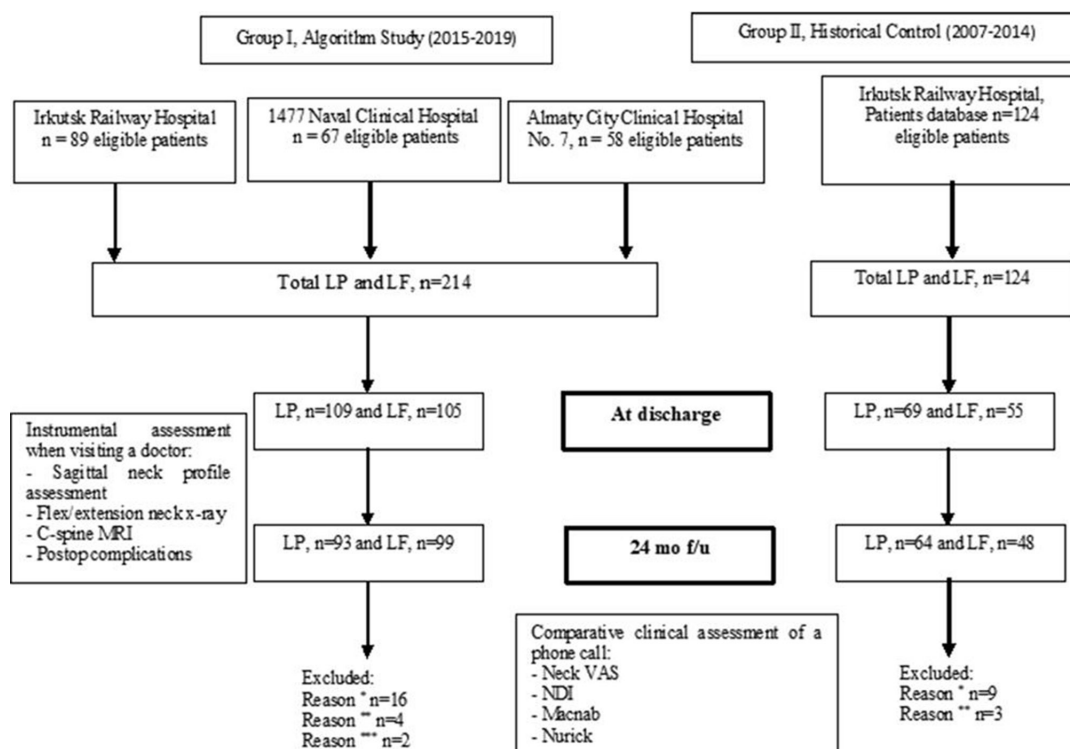 Group I, Algorithm Study (2015-2019)
Group II, Historical Control (2007-2014)
Irkutsk Railway Hospital
n = 89 eligible patients
1477 Naval Clinical Hospital
n = 67 eligible patients
Almaty City Clinical Hospital
No. 7, n = 58 eligible patients
Irkutsk Railway Hospital,
Patients database n=124
eligible patients
Total LP and LF, n=214
Total LP and LF, n=124
LP, n=109 and LF, n=105
At discharge
LP, n=69 and LF, n=55
Instrumental assessment
when visiting a doctor:
- Sagittal neck profile
assessment
- Flex/extension neck x-ray
- C-spine MRI
- Postop complications
LP, n=93 and LF, n=99
24 mo f/u
LP, n=64 and LF, n=48
Comparative clinical assessment of a
phone call:
- Neck VAS
- NDI
- Macnab
- Nurick
Excluded:
Reason * n=16
Reason ** n=4
Reason *** n=2
Excluded:
Reason * n=9
Reason ** n=3